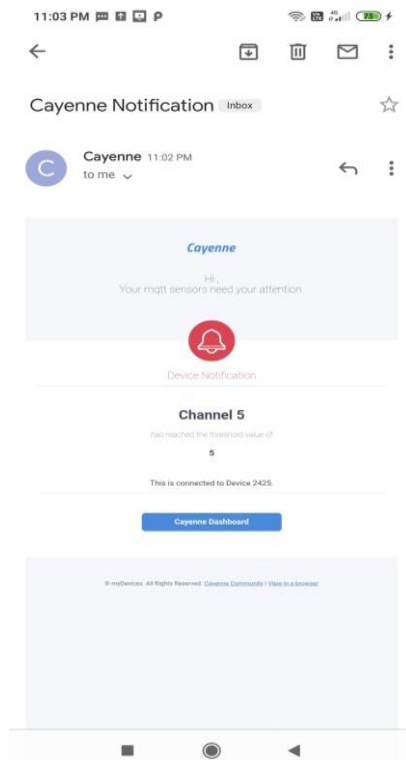 11:03 PM
75
Cayenne Notification Inbox
C
Cayenne 11:02 PM
to me
Cayenne
Hi ,
Your mqtt sensors need your attention
Device Notification
Channel 5
has reached the threshold value of
5
This is connected to Device 2425.
Cayenne Dashboard
© myDevices. All Rights Reserved. Cayenne Community | View in a browser